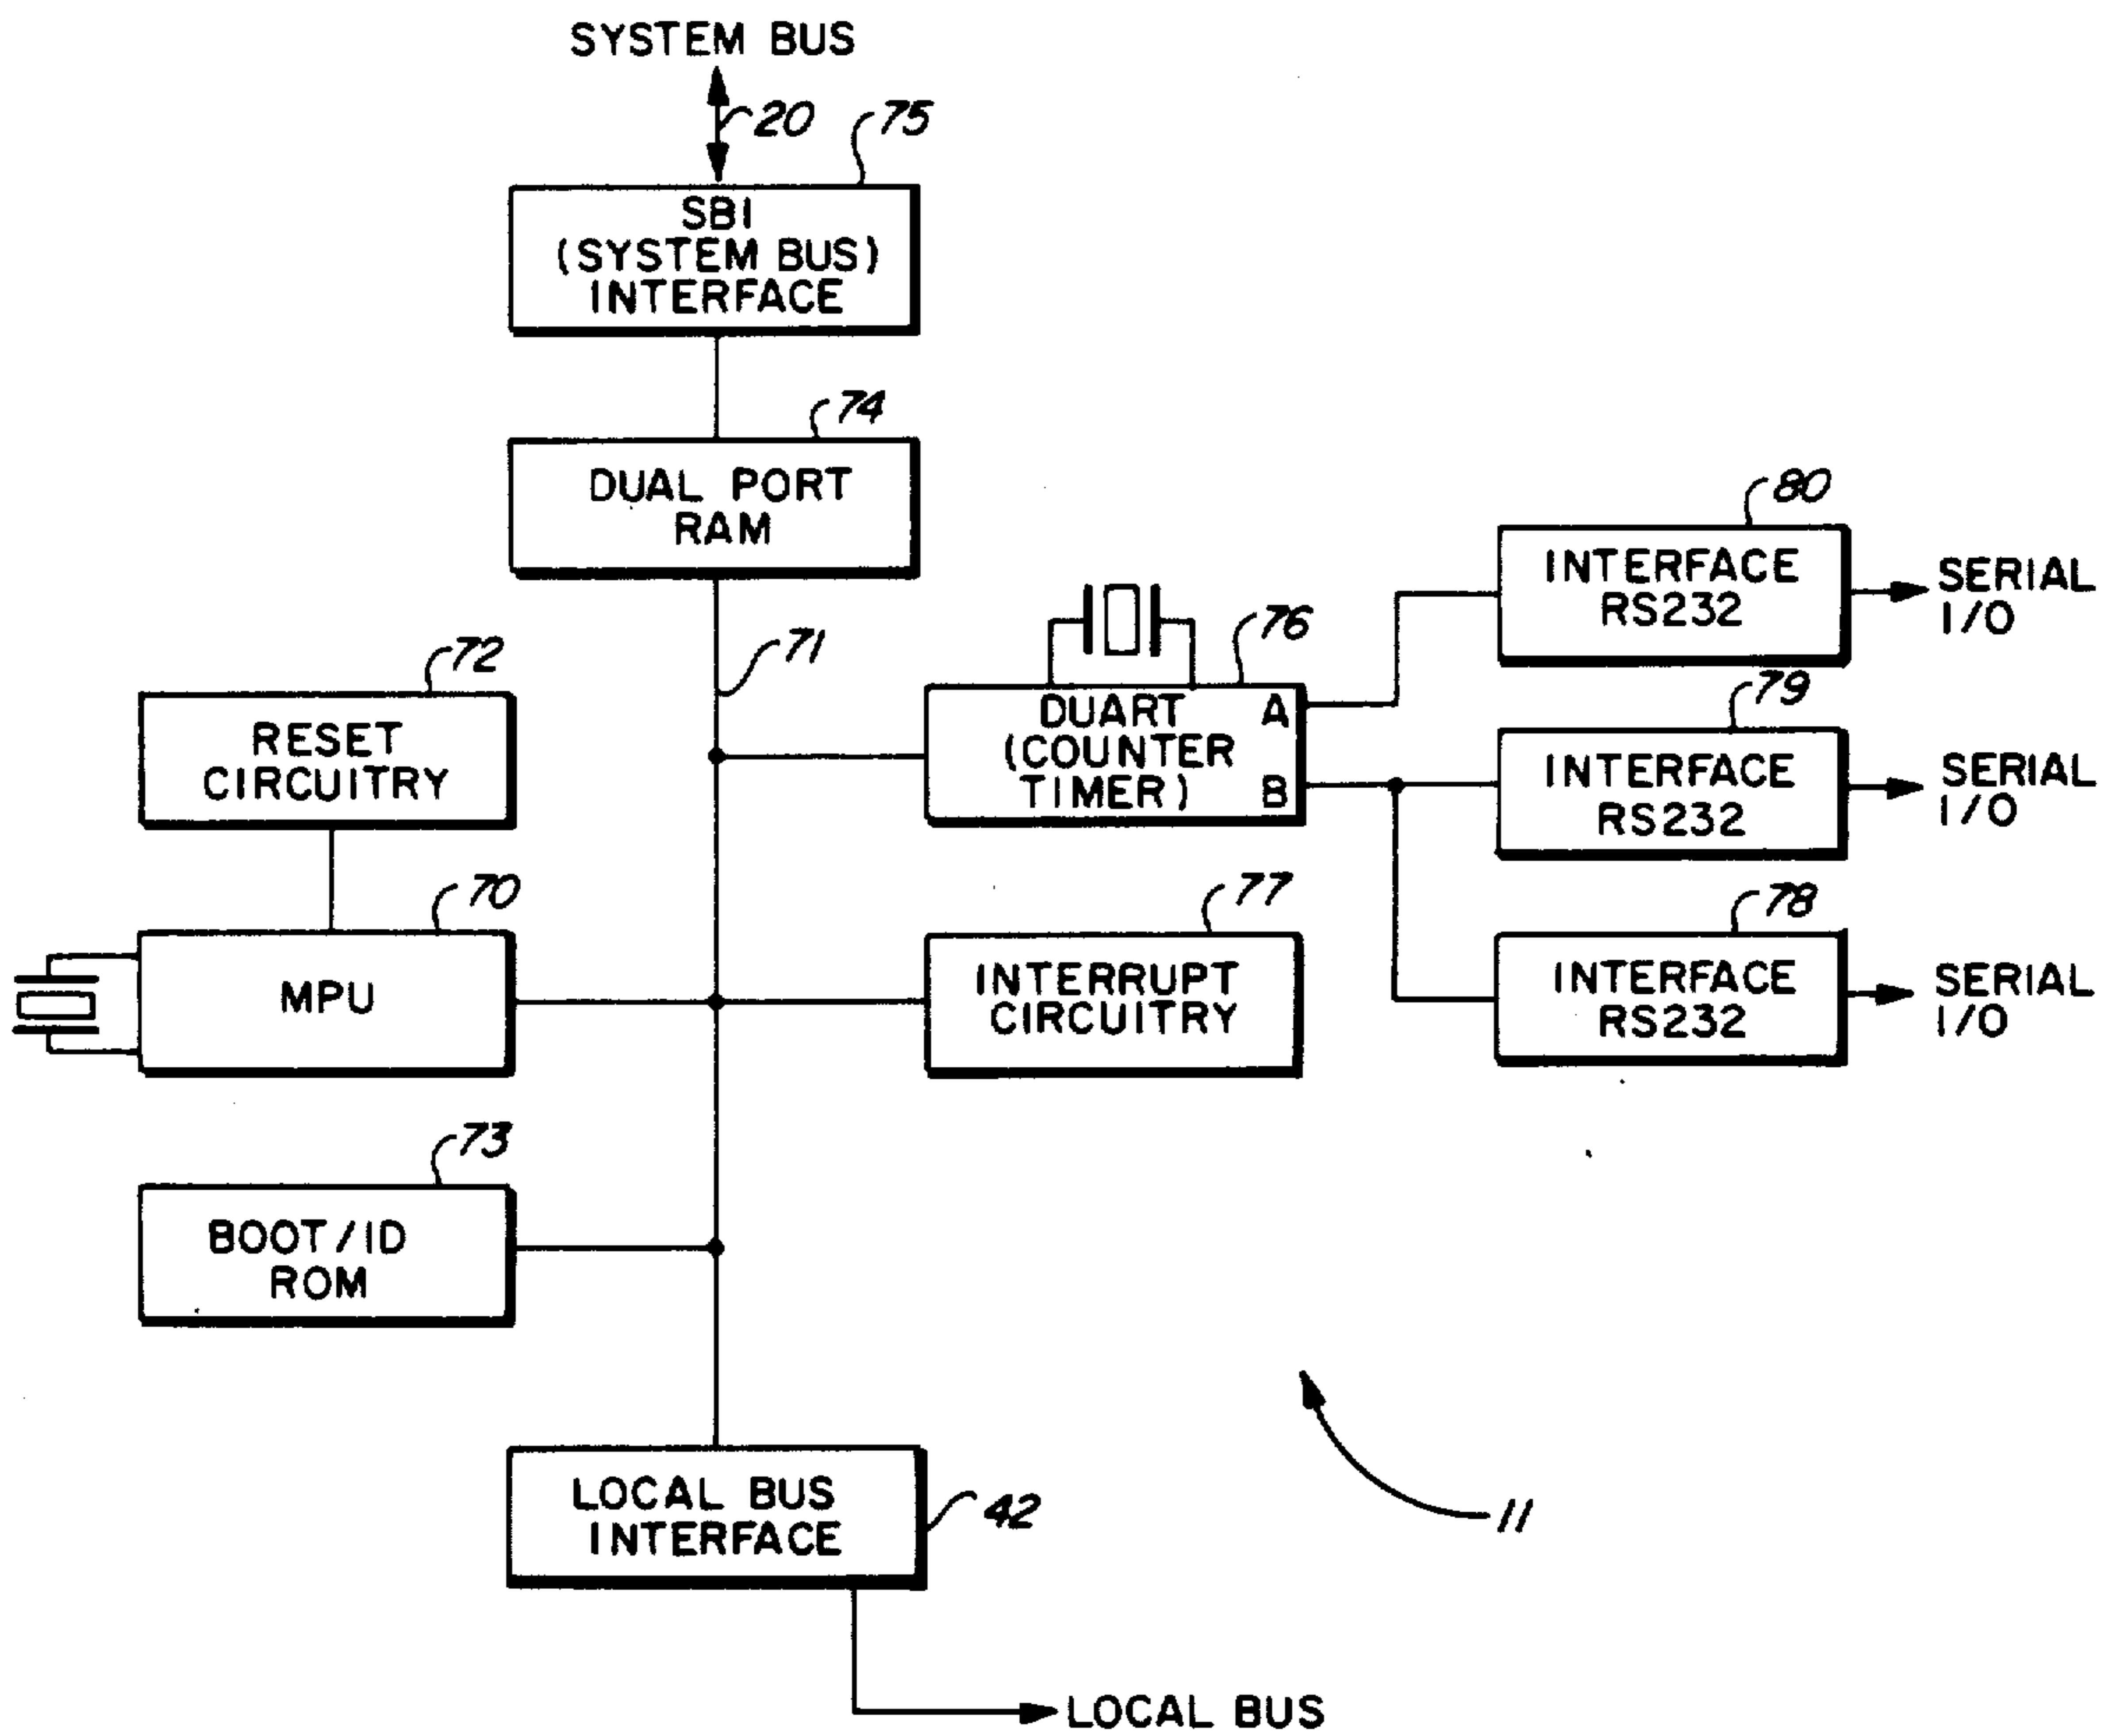 SYSTEM BUS
20
75
SBI
(SYSTEM BUS)
INTERFACE
74
DUAL PORT
RAM
71
72
RESET
CIRCUITRY
76
DUART
(COUNTER
TIMER)
A
B
80
INTERFACE
RS232
SERIAL
I/O
79
INTERFACE
RS232
SERIAL
I/O
78
INTERFACE
RS232
SERIAL
I/O
70
MPU
77
INTERRUPT
CIRCUITRY
73
BOOT/ID
ROM
LOCAL BUS
INTERFACE
42
11
LOCAL BUS